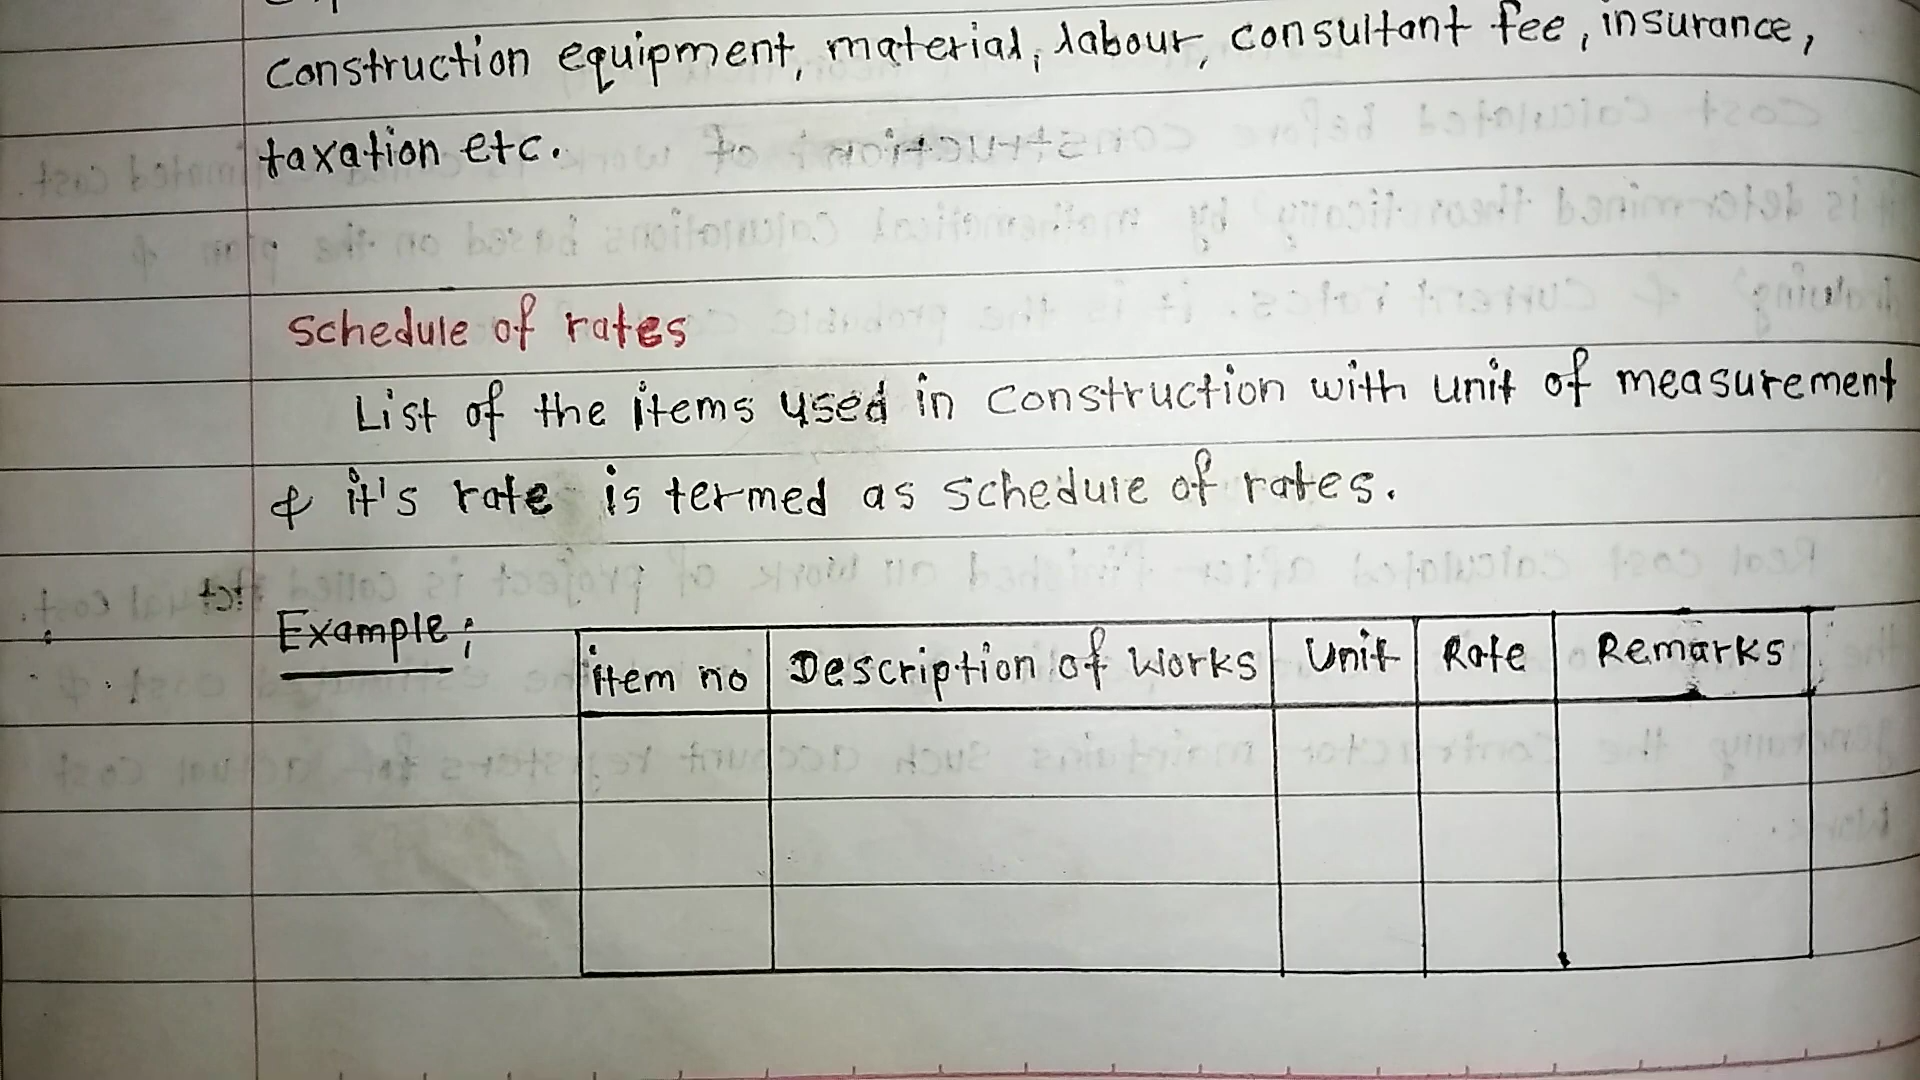 construction equipment, material, labour, consultant fee, insurance,
taxation etc.
Schedule of rates
List of the items used in construction with unit of measurement
& it's rate is termed as schedule of rates.
Example:
item no Description of Works Unit Rate Remarks